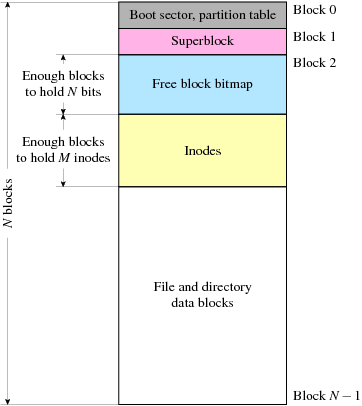 Boot sector, partition table
Block 0
Superblock
Block 1
Block 2
Enough blocks
to hold N bits
Free block bitmap
Enough blocks
to hold M inodes
Inodes
N blocks
File and directory
data blocks
Block N − 1